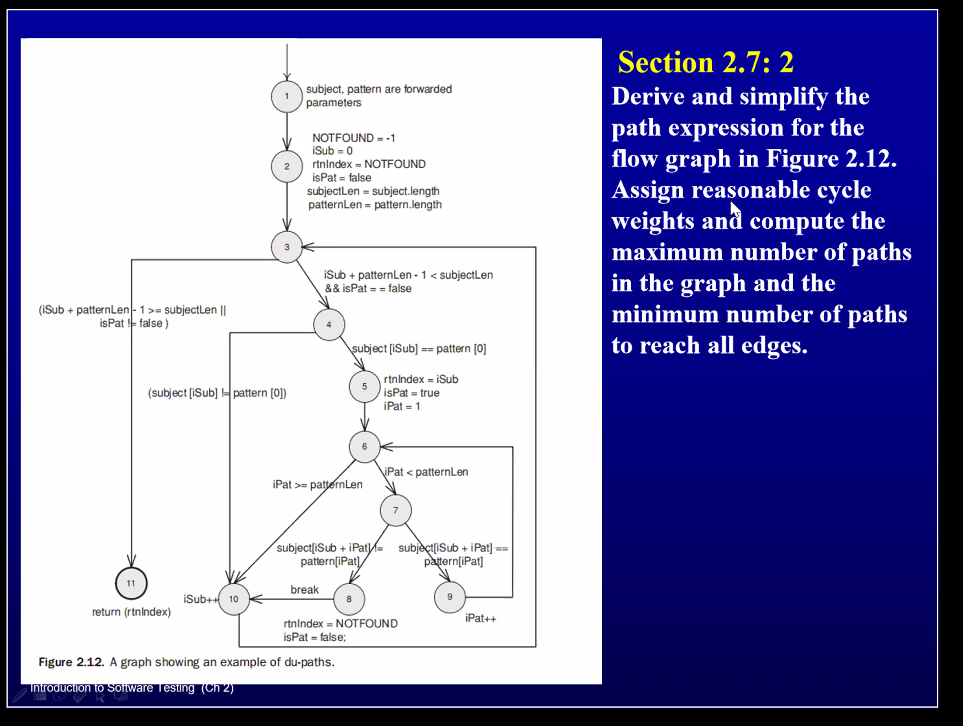 Section 2.7: 2
Derive and simplify the
path expression for the
flow graph in Figure 2.12.
Assign reasonable cycle
weights and compute the
maximum number of paths
in the graph and the
minimum number of paths
to reach all edges.
1
subject, pattern are forwarded
parameters
2
NOTFOUND = -1
iSub = 0
rtnIndex = NOTFOUND
isPat = false
subjectLen = subject.length
patternLen = pattern.length
3
iSub + patternLen - 1 < subjectLen
&& isPat = = false
(iSub + patternLen - 1 >= subjectLen ||
isPat != false )
4
subject [iSub] == pattern [0]
(subject [iSub] != pattern [0])
5
rtnIndex = iSub
isPat = true
iPat = 1
6
iPat < patternLen
iPat >= patternLen
7
subject[iSub + iPat] !=
pattern[iPat]
subject[iSub + iPat] ==
pattern[iPat]
11
return (rtnIndex)
iSub++
10
break
8
rtnIndex = NOTFOUND
isPat = false;
9
iPat++
Figure 2.12. A graph showing an example of du-paths.
Introduction to Software Testing (Ch 2)